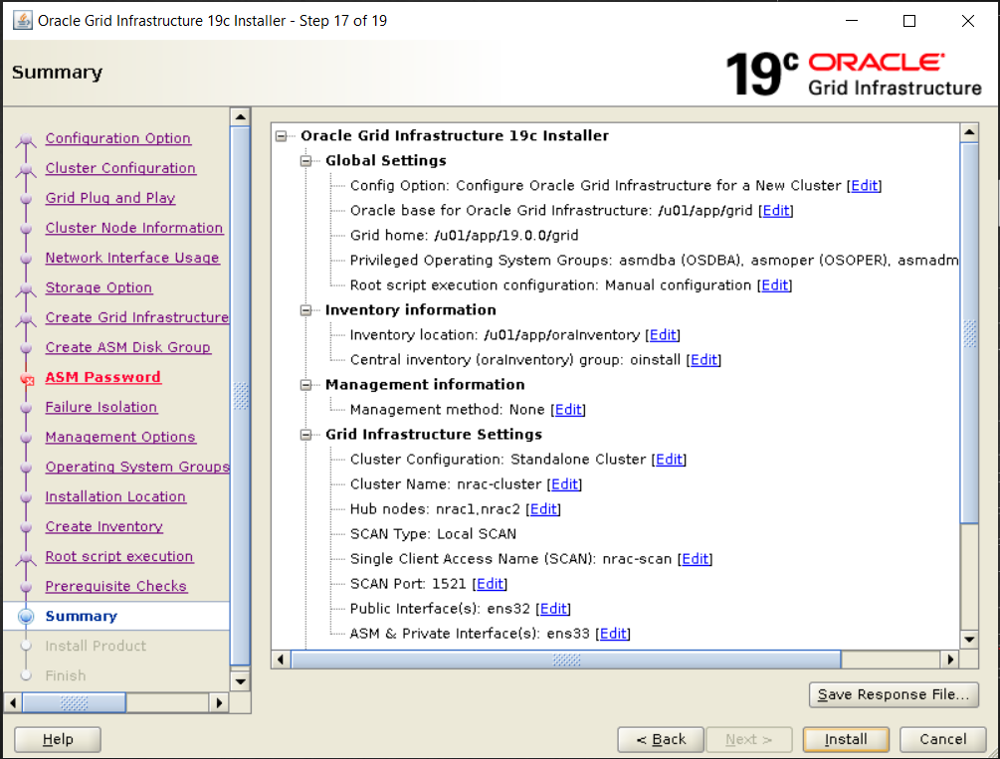 Oracle Grid Infrastructure 19c Installer - Step 17 of 19
Summary
19c ORACLE
Grid Infrastructure
Configuration Option
Cluster Configuration
Grid Plug and Play
Cluster Node Information
Network Interface Usage
Storage Option
Create Grid Infrastructure
Create ASM Disk Group
ASM Password
Failure Isolation
Management Options
Operating System Groups
Installation Location
Create Inventory
Root script execution
Prerequisite Checks
Summary
Install Product
Finish
Oracle Grid Infrastructure 19c Installer
Global Settings
Config Option: Configure Oracle Grid Infrastructure for a New Cluster [Edit]
Oracle base for Oracle Grid Infrastructure: /u01/app/grid [Edit]
Grid home: /u01/app/19.0.0/grid
Privileged Operating System Groups: asmdba (OSDBA), asmoper (OSOPER), asmadm
Root script execution configuration: Manual configuration [Edit]
Inventory information
Inventory location: /u01/app/oraInventory [Edit]
Central inventory (oraInventory) group: oinstall [Edit]
Management information
Management method: None [Edit]
Grid Infrastructure Settings
Cluster Configuration: Standalone Cluster [Edit]
Cluster Name: nrac-cluster [Edit]
Hub nodes: nrac1,nrac2 [Edit]
SCAN Type: Local SCAN
Single Client Access Name (SCAN): nrac-scan [Edit]
SCAN Port: 1521 [Edit]
Public Interface(s): ens32 [Edit]
ASM & Private Interface(s): ens33 [Edit]
Save Response File...
Help
< Back
Next >
Install
Cancel